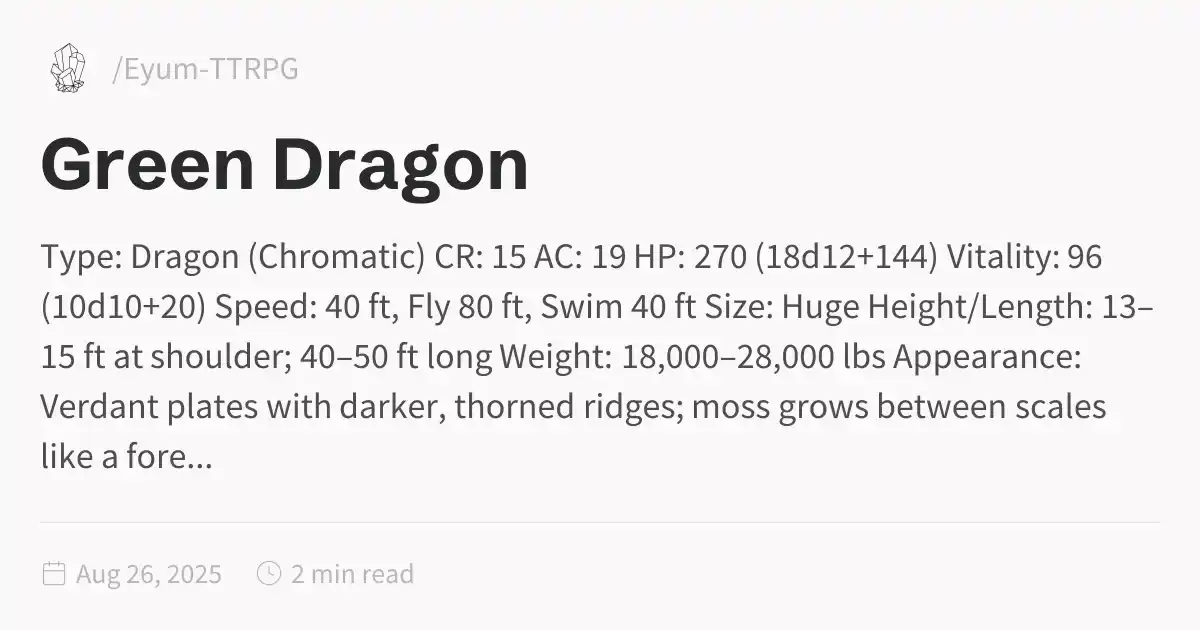 /Eyum-TTRPG
Green Dragon
Type: Dragon (Chromatic) CR: 15 AC: 19 HP: 270 (18d12+144) Vitality: 96
(10d10+20) Speed: 40 ft, Fly 80 ft, Swim 40 ft Size: Huge Height/Length: 13–
15 ft at shoulder; 40–50 ft long Weight: 18,000–28,000 lbs Appearance:
Verdant plates with darker, thorned ridges; moss grows between scales
like a fore...
Aug 26, 2025 2 min read